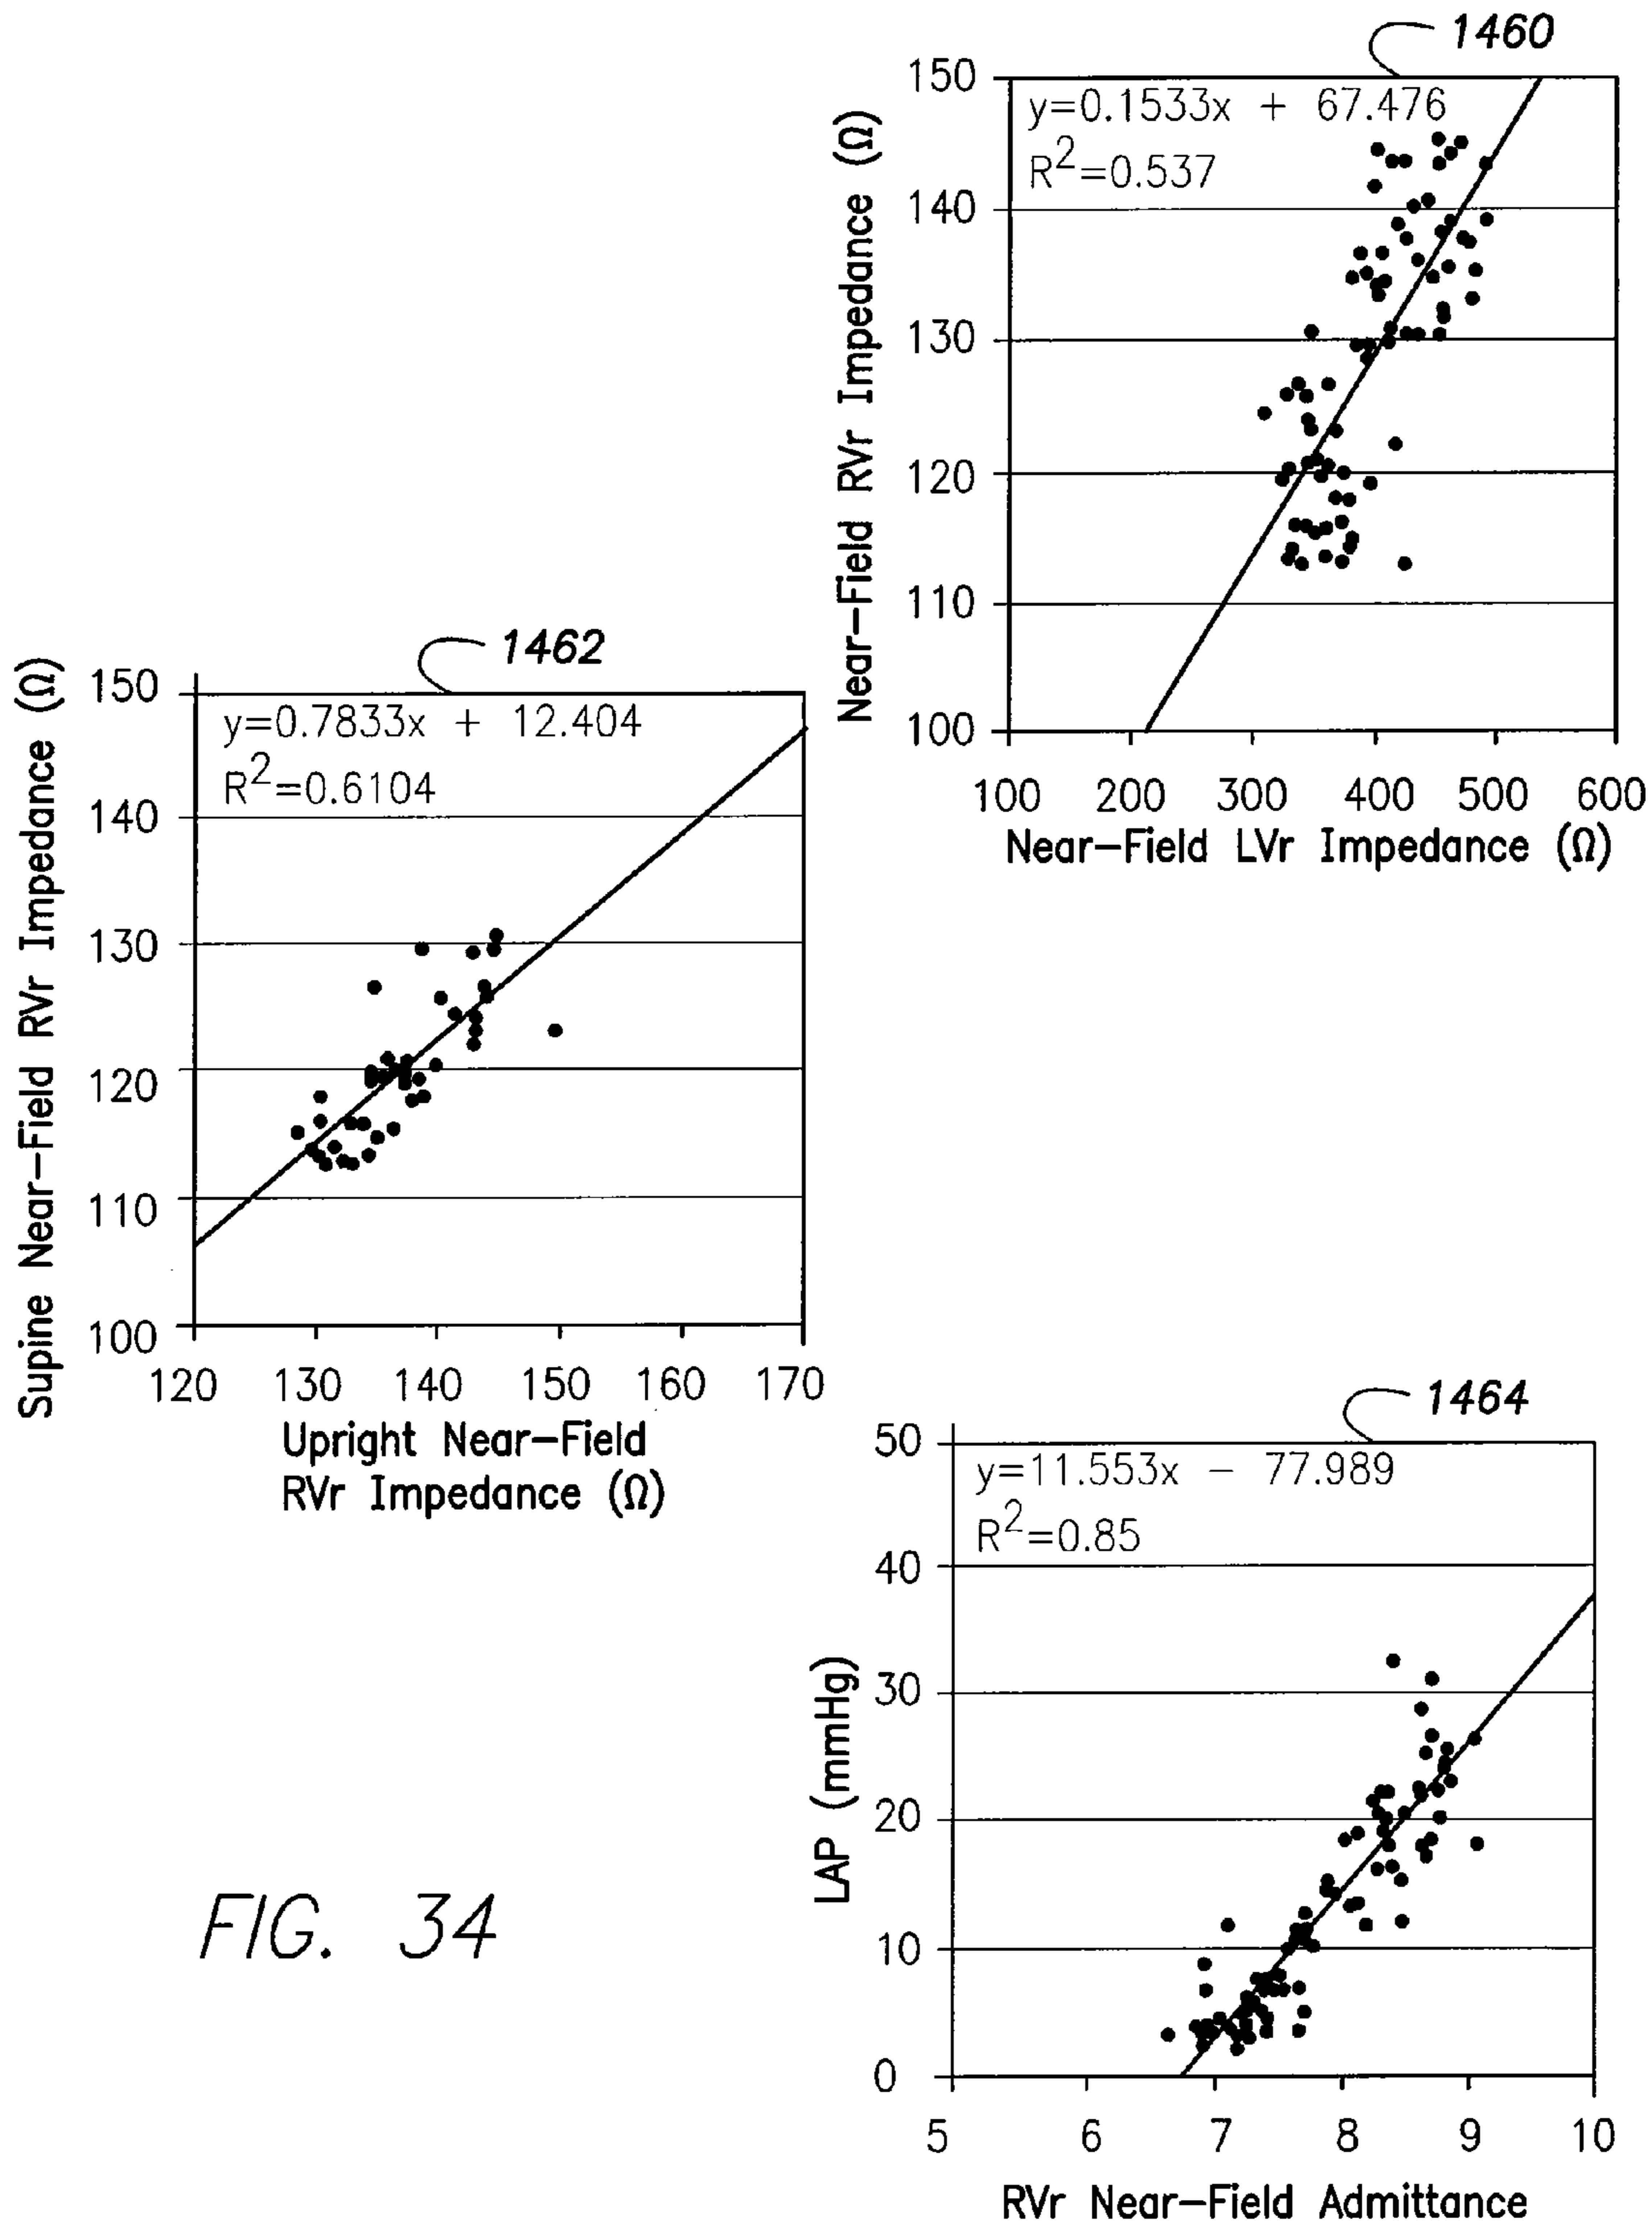 1460
150
y=0.1533x + 67.476
R2=0.537
140
130
120
110
100
Near-Field RVr Impedance (Ω)
100 200 300 400 500 600
Near-Field LVr Impedance (Ω)
1462
150
y=0.7833x + 12.404
R2=0.6104
140
130
120
110
100
Supine Near-Field RVr Impedance (Ω)
120 130 140 150 160 170
Upright Near-Field
RVr Impedance (Ω)
1464
50
y=11.553x - 77.989
R2=0.85
40
30
20
10
0
LAP (mmHg)
5 6 7 8 9 10
RVr Near-Field Admittance
FIG. 34